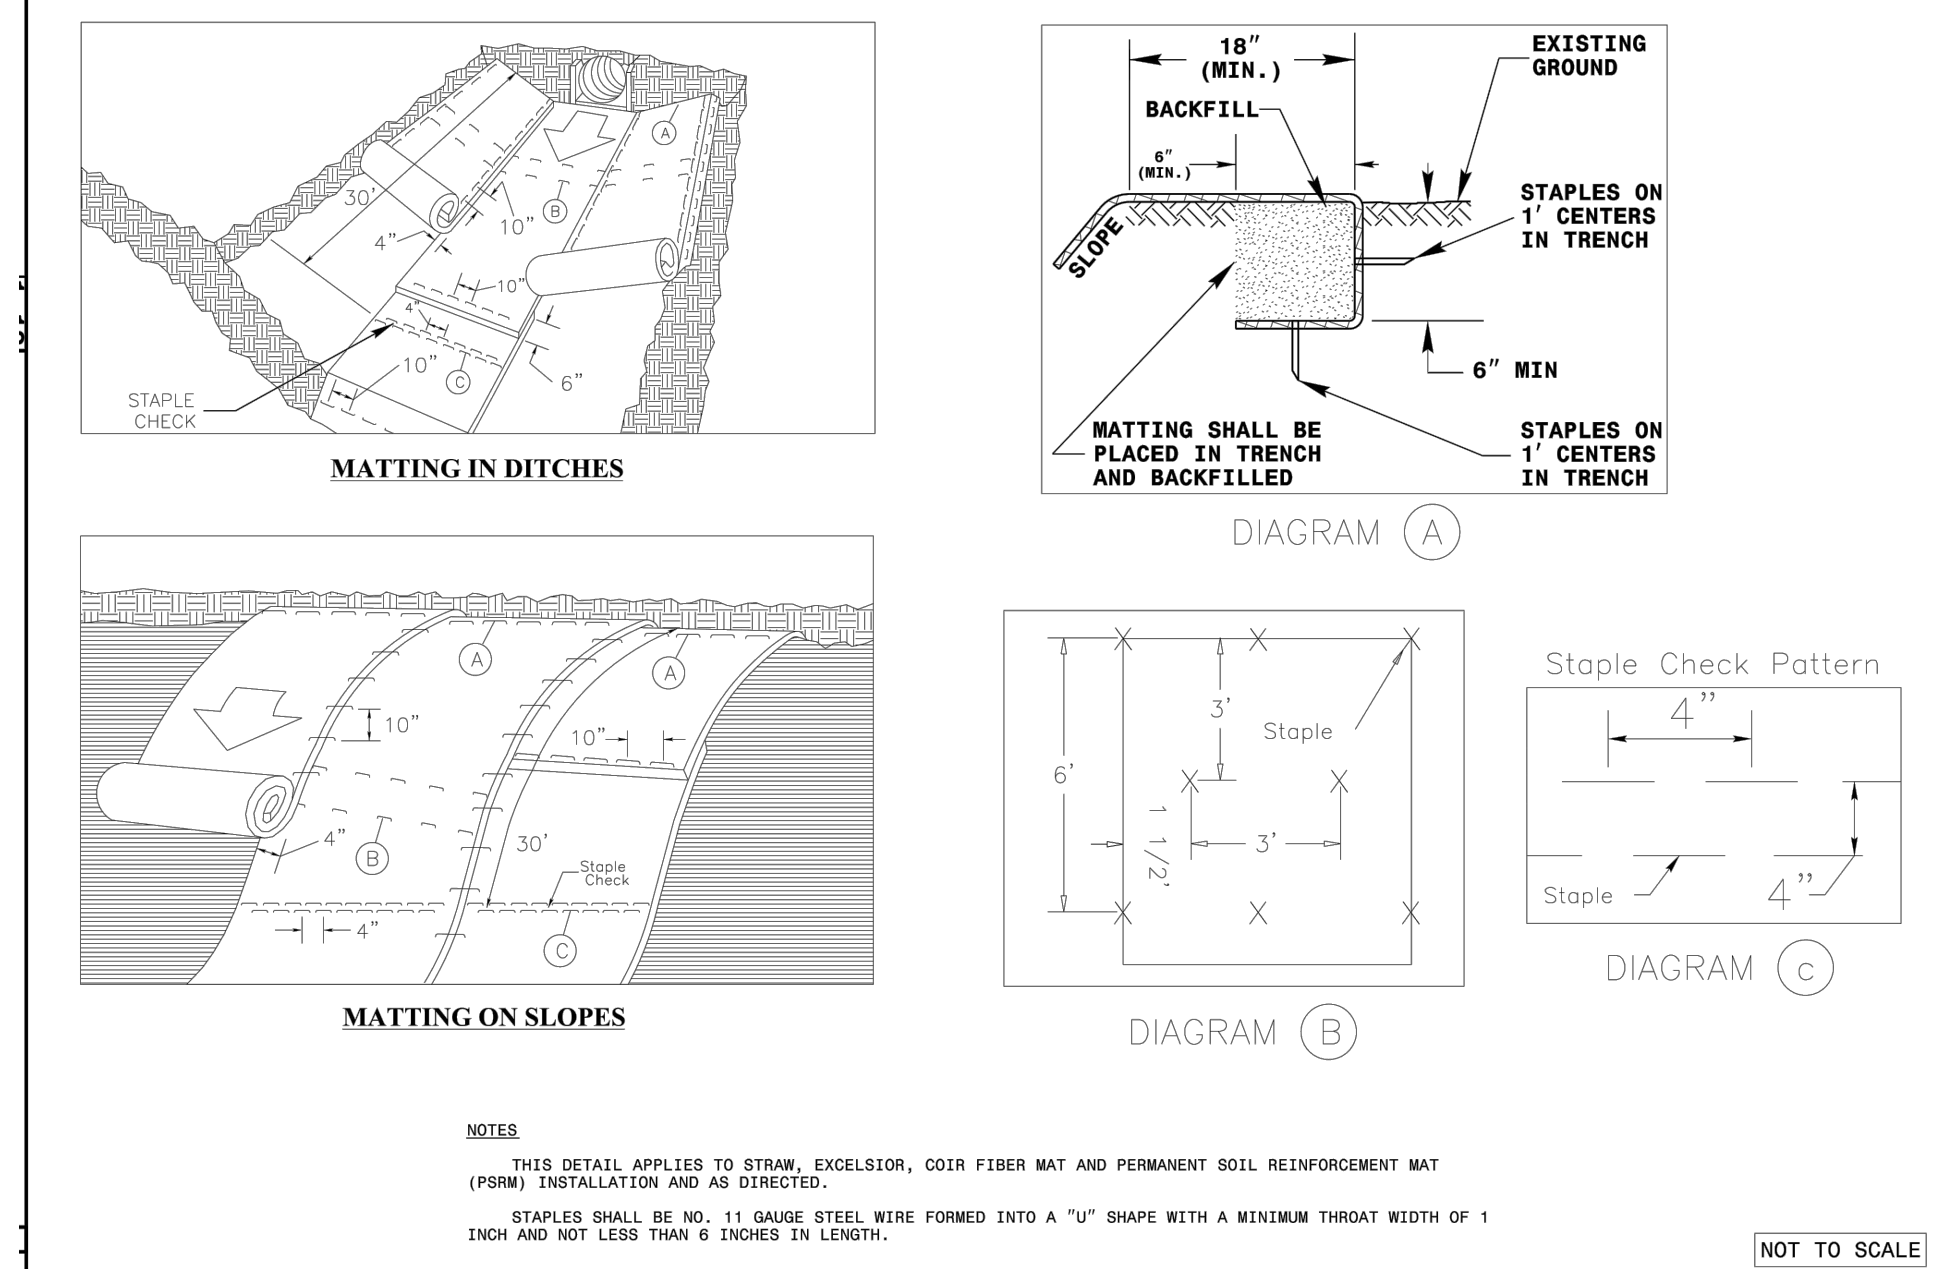 30'
10"
4"
A
B
10"
4"
10"
C
6"
STAPLE
CHECK
MATTING IN DITCHES
18"
(MIN.)
EXISTING
GROUND
BACKFILL
6"
(MIN.)
STAPLES ON
1' CENTERS
IN TRENCH
SLOPE
6" MIN
MATTING SHALL BE
PLACED IN TRENCH
AND BACKFILLED
STAPLES ON
1' CENTERS
IN TRENCH
DIAGRAM A
A
A
10"
10"
4"
B
30'
Staple
Check
4"
C
MATTING ON SLOPES
3'
Staple
6'
1 1/2'
3'
DIAGRAM B
Staple Check Pattern
4"
Staple
4"
DIAGRAM c
NOTES
THIS DETAIL APPLIES TO STRAW, EXCELSIOR, COIR FIBER MAT AND PERMANENT SOIL REINFORCEMENT MAT
(PSRM) INSTALLATION AND AS DIRECTED.
STAPLES SHALL BE NO. 11 GAUGE STEEL WIRE FORMED INTO A "U" SHAPE WITH A MINIMUM THROAT WIDTH OF 1
INCH AND NOT LESS THAN 6 INCHES IN LENGTH.
NOT TO SCALE